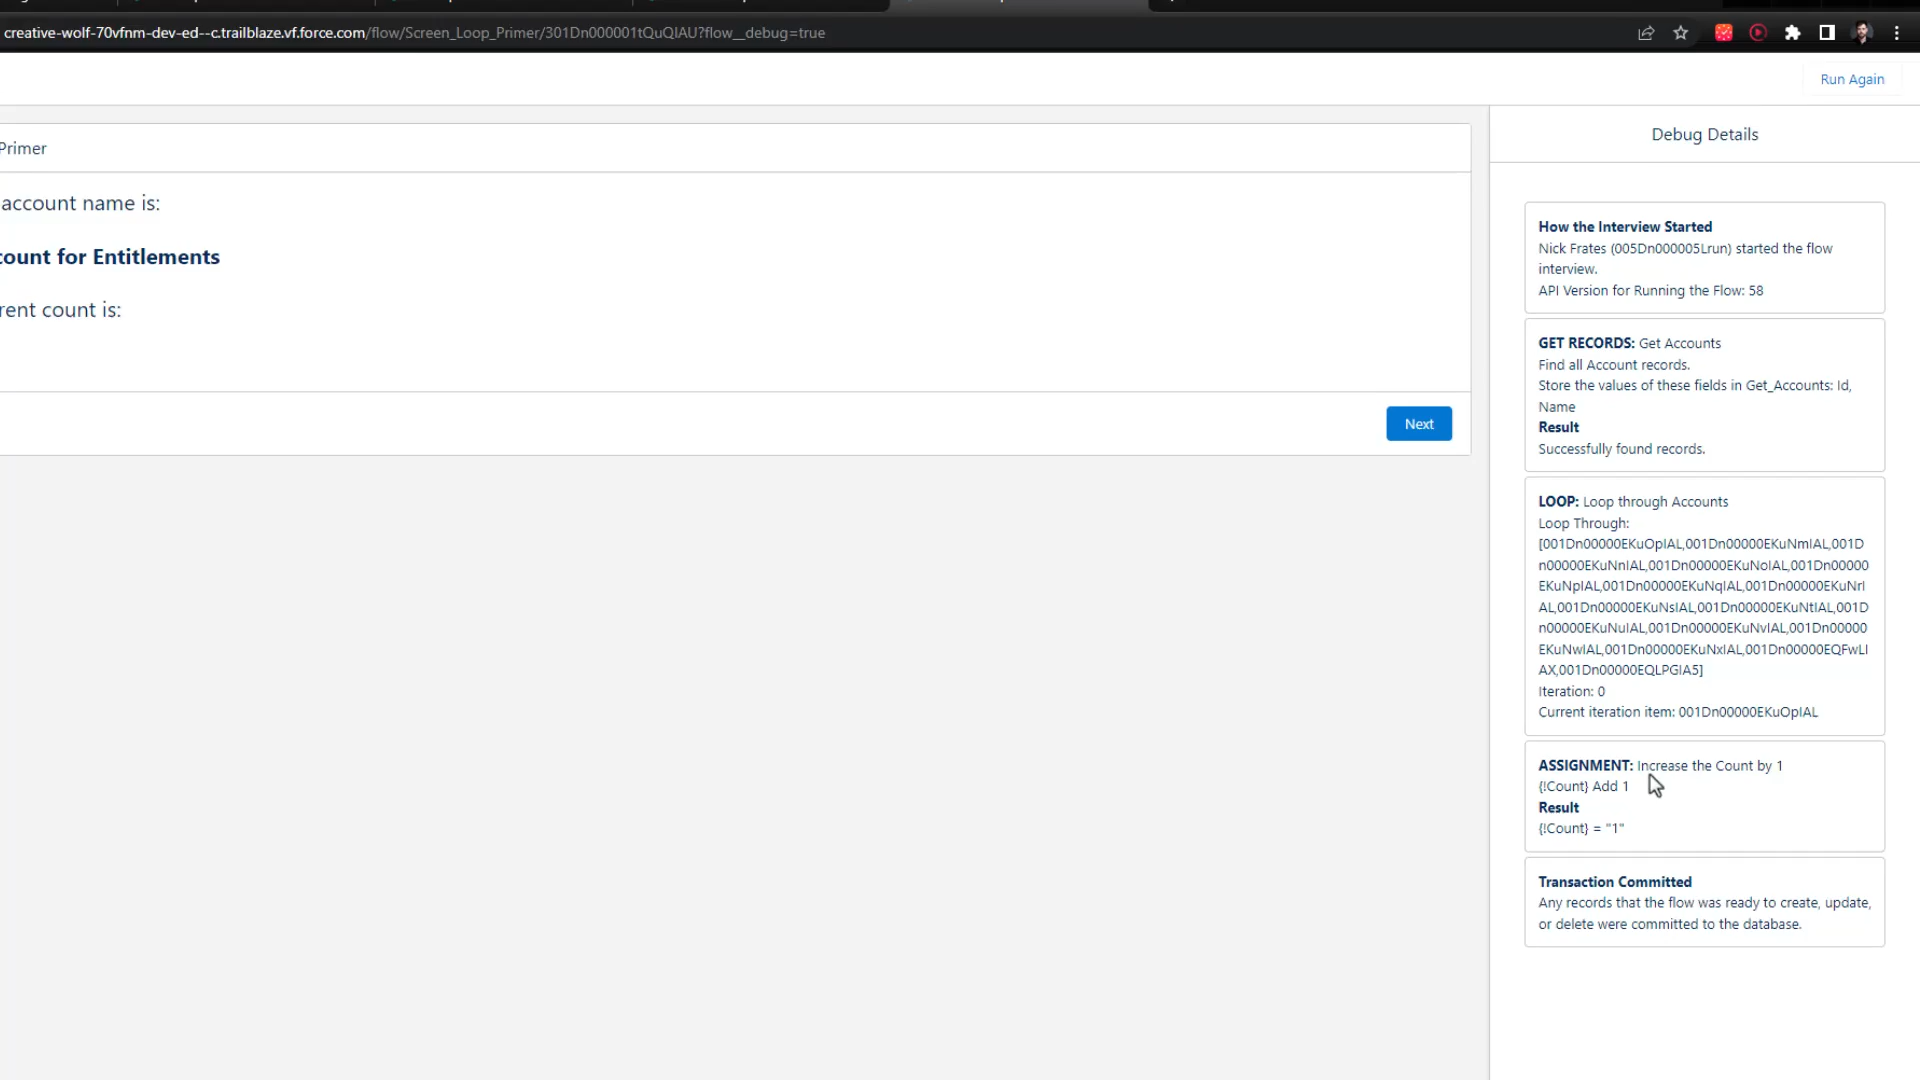 creative-wolf-70vfnm-dev-ed--c.trailblaze.vf.force.com/flow/Screen_Loop_Primer/301Dn000001tQuQIAU?flow__debug=true
Run Again
Primer
account name is:
count for Entitlements
rent count is:
Next
Debug Details
How the Interview Started
Nick Frates (005Dn000005Lrun) started the flow
interview.
API Version for Running the Flow: 58
GET RECORDS: Get Accounts
Find all Account records.
Store the values of these fields in Get_Accounts: Id,
Name
Result
Successfully found records.
LOOP: Loop through Accounts
Loop Through:
[001Dn00000EKuOpIAL,001Dn00000EKuNmIAL,001D
n00000EKuNnIAL,001Dn00000EKuNoIAL,001Dn00000
EKuNpIAL,001Dn00000EKuNqIAL,001Dn00000EKuNrI
AL,001Dn00000EKuNsIAL,001Dn00000EKuNtIAL,001D
n00000EKuNuIAL,001Dn00000EKuNvIAL,001Dn00000
EKuNwIAL,001Dn00000EKuNxIAL,001Dn00000EQFwLI
AX,001Dn00000EQLPGIA5]
Iteration: 0
Current iteration item: 001Dn00000EKuOpIAL
ASSIGNMENT: Increase the Count by 1
{!Count} Add 1
Result
{!Count} = "1"
Transaction Committed
Any records that the flow was ready to create, update,
or delete were committed to the database.